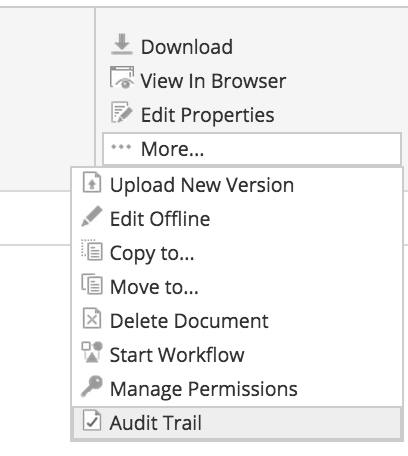 Download
View In Browser
Edit Properties
More...
Upload New Version
Edit Offline
Copy to...
Move to...
Delete Document
Start Workflow
Manage Permissions
Audit Trail